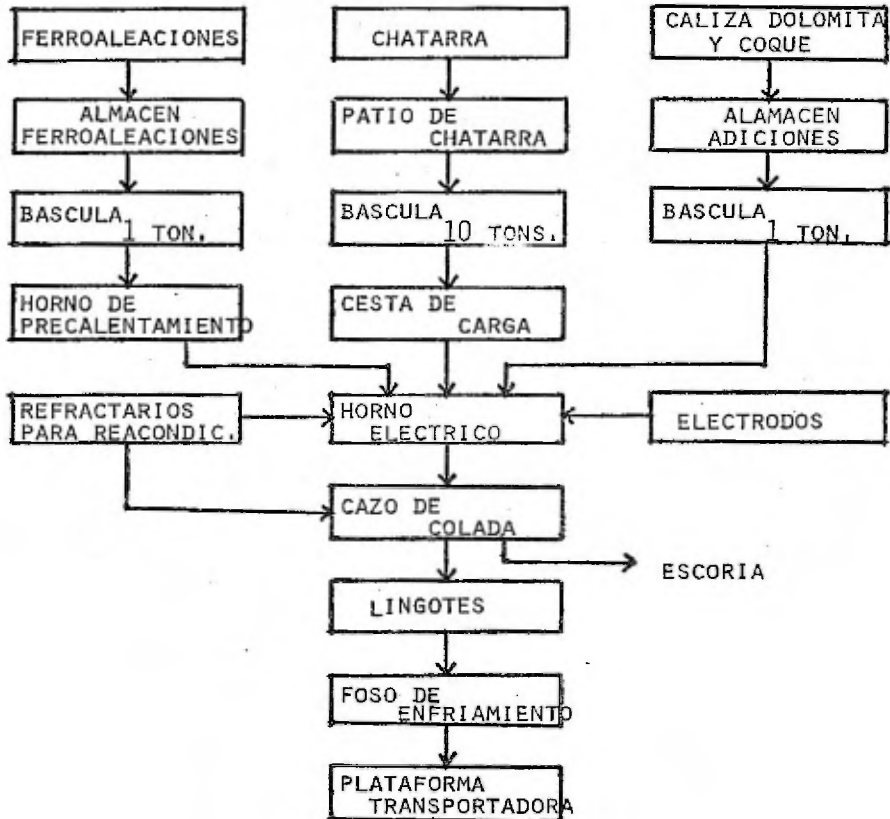 FERROALEACIONES
CHATARRA
CALIZA DOLOMITA
Y COQUE
ALMACEN
FERROALEACIONES
PATIO DE
CHATARRA
ALAMACEN
ADICIONES
BASCULA
1 TON.
BASCULA
10 TONS.
BASCULA
1 TON.
HORNO DE
PRECALENTAMIENTO
CESTA DE
CARGA
REFRACTARIOS
PARA REACONDIC.
HORNO
ELECTRICO
ELECTRODOS
CAZO DE
COLADA
ESCORIA
LINGOTES
FOSO DE
ENFRIAMIENTO
PLATAFORMA
TRANSPORTADORA